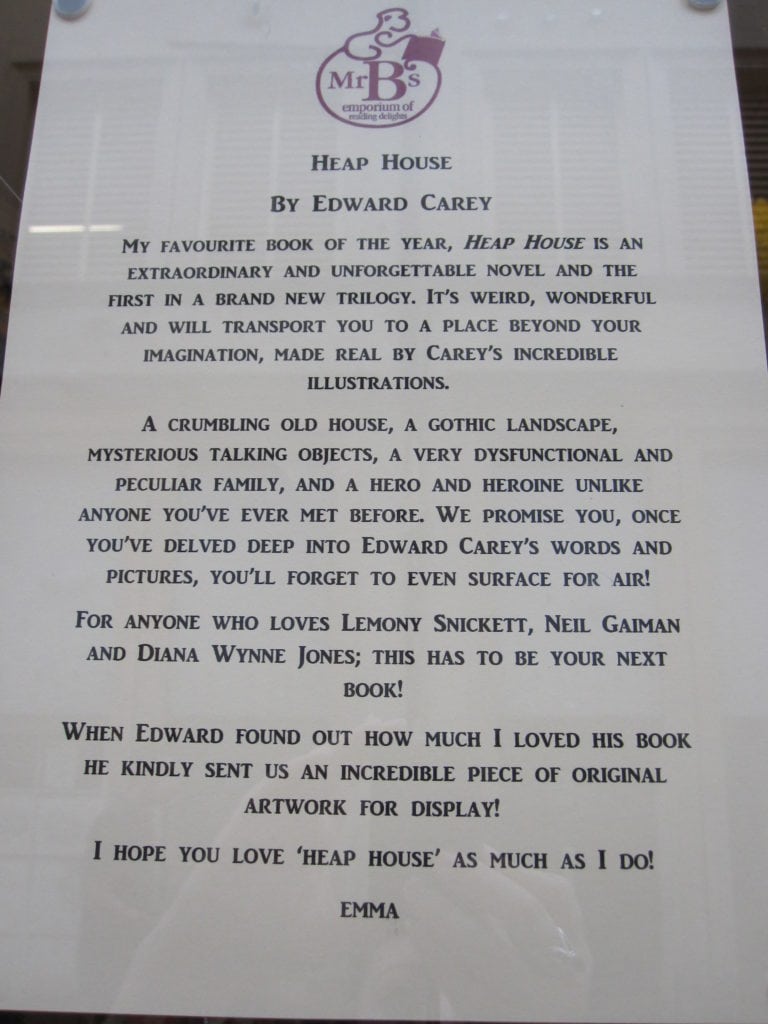 Mr B's
emporium of
reading delights
Heap House
By Edward Carey
My favourite book of the year, Heap House is an
extraordinary and unforgettable novel and the
first in a brand new trilogy. It's weird, wonderful
and will transport you to a place beyond your
imagination, made real by Carey's incredible
illustrations.
A crumbling old house, a gothic landscape,
mysterious talking objects, a very dysfunctional and
peculiar family, and a hero and heroine unlike
anyone you've ever met before. We promise you, once
you've delved deep into Edward Carey's words and
pictures, you'll forget to even surface for air!
For anyone who loves Lemony Snickett, Neil Gaiman
and Diana Wynne Jones; this has to be your next
book!
When Edward found out how much I loved his book
he kindly sent us an incredible piece of original
artwork for display!
I hope you love 'heap house' as much as I do!
emma